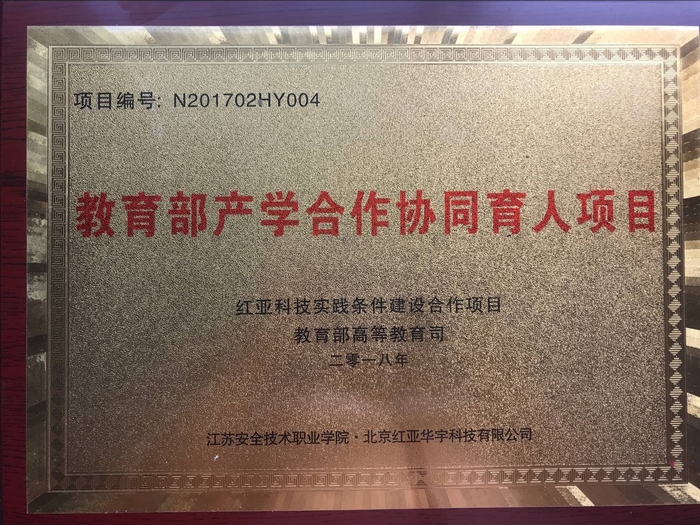 项目编号: N201702HY004
教育部产学合作协同育人项目
红亚科技实践条件建设合作项目
教育部高等教育司
二零一八年
江苏安全技术职业学院·北京红亚华宇科技有限公司